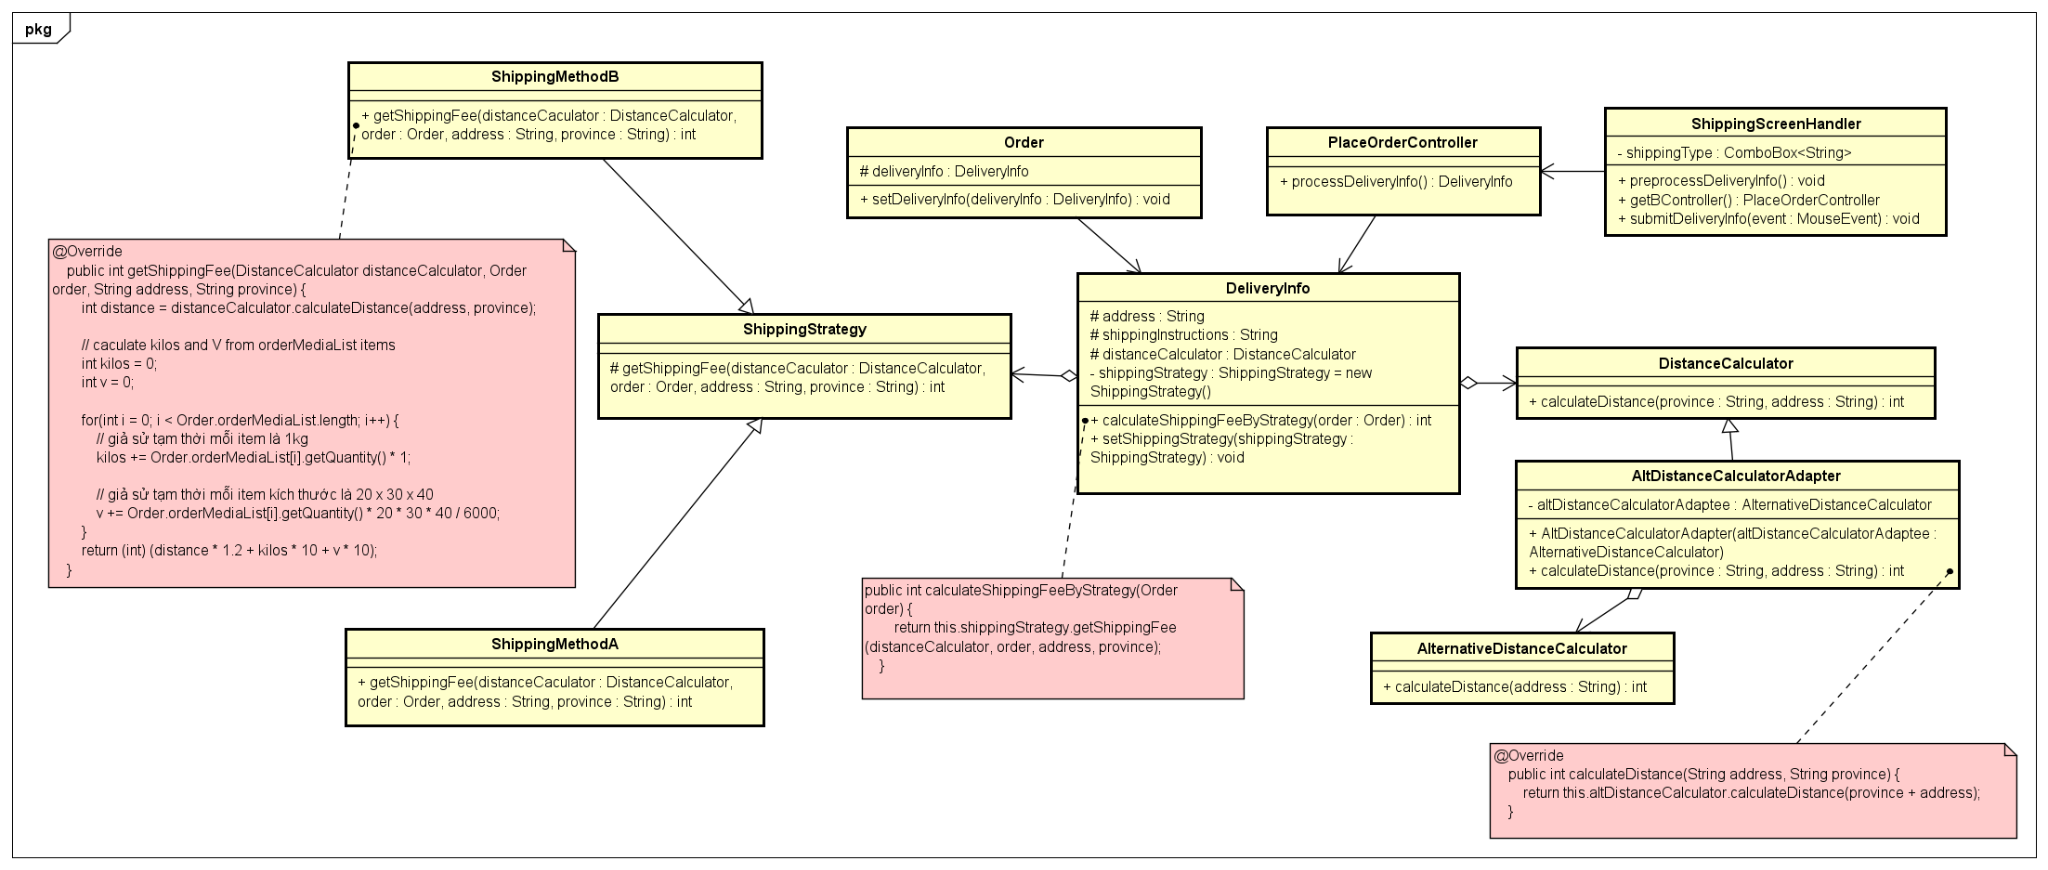 pkg
ShippingMethodB
+ getShippingFee(distanceCaculator : DistanceCalculator,
order : Order, address : String, province : String) : int
@Override
public int getShippingFee(DistanceCalculator distanceCalculator, Order
order, String address, String province) {
int distance = distanceCalculator.calculateDistance(address, province);
// caculate kilos and V from orderMediaList items
int kilos = 0;
int v = 0;
for(int i = 0; i < Order.orderMediaList.length; i++) {
// giả sử tạm thời mỗi item là 1kg
kilos += Order.orderMediaList[i].getQuantity() * 1;
// giả sử tạm thời mỗi item kích thước là 20 x 30 x 40
v += Order.orderMediaList[i].getQuantity() * 20 * 30 * 40 / 6000;
}
return (int) (distance * 1.2 + kilos * 10 + v * 10);
}
ShippingStrategy
# getShippingFee(distanceCaculator : DistanceCalculator,
order : Order, address : String, province : String) : int
ShippingMethodA
+ getShippingFee(distanceCaculator : DistanceCalculator,
order : Order, address : String, province : String) : int
Order
# deliveryInfo : DeliveryInfo
+ setDeliveryInfo(deliveryInfo : DeliveryInfo) : void
PlaceOrderController
+ processDeliveryInfo() : DeliveryInfo
ShippingScreenHandler
- shippingType : ComboBox<String>
+ preprocessDeliveryInfo() : void
+ getBController() : PlaceOrderController
+ submitDeliveryInfo(event : MouseEvent) : void
DeliveryInfo
# address : String
# shippingInstructions : String
# distanceCalculator : DistanceCalculator
- shippingStrategy : ShippingStrategy = new
ShippingStrategy()
+ calculateShippingFeeByStrategy(order : Order) : int
+ setShippingStrategy(shippingStrategy :
ShippingStrategy) : void
public int calculateShippingFeeByStrategy(Order
order) {
return this.shippingStrategy.getShippingFee
(distanceCalculator, order, address, province);
}
DistanceCalculator
+ calculateDistance(province : String, address : String) : int
AltDistanceCalculatorAdapter
- altDistanceCalculatorAdaptee : AlternativeDistanceCalculator
+ AltDistanceCalculatorAdapter(altDistanceCalculatorAdaptee :
AlternativeDistanceCalculator)
+ calculateDistance(province : String, address : String) : int
AlternativeDistanceCalculator
+ calculateDistance(address : String) : int
@Override
public int calculateDistance(String address, String province) {
return this.altDistanceCalculator.calculateDistance(province + address);
}